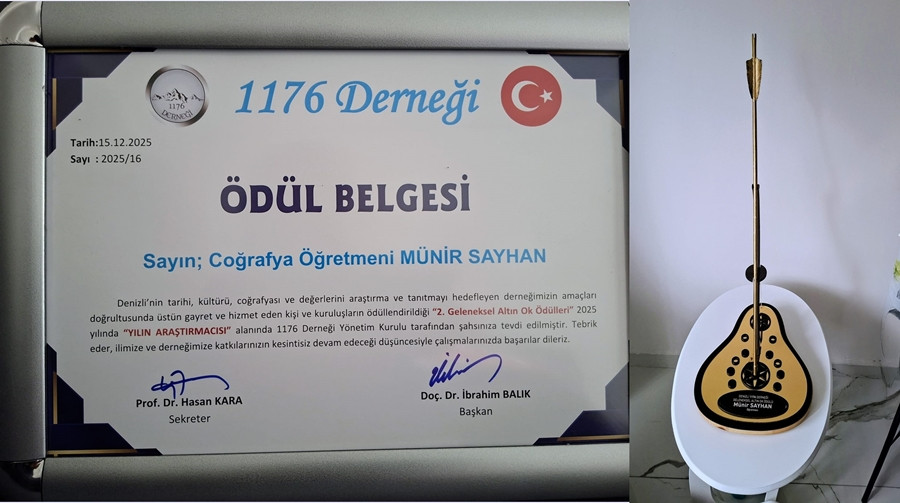 1176 Derneği
1176
DERNEĞİ
Tarih:15.12.2025
Sayı : 2025/16
ÖDÜL BELGESİ
Sayın; Coğrafya Öğretmeni MÜNİR SAYHAN
Denizli'nin tarihi, kültürü, coğrafyası ve değerlerini araştırma ve tanıtmayı hedefleyen derneğimizin amaçları
doğrultusunda üstün gayret ve hizmet eden kişi ve kuruluşların ödüllendirildiği "2. Geleneksel Altın Ok Ödülleri" 2025
yılında "YILIN ARAŞTIRMACISI" alanında 1176 Derneği Yönetim Kurulu tarafından şahsınıza tevdi edilmiştir. Tebrik
eder, ilimize ve derneğimize katkılarınızın kesintisiz devam edeceği düşüncesiyle çalışmalarınızda başarılar dileriz.
Prof. Dr. Hasan KARA
Sekreter
Doç. Dr. İbrahim BALIK
Başkan
Münir SAYHAN